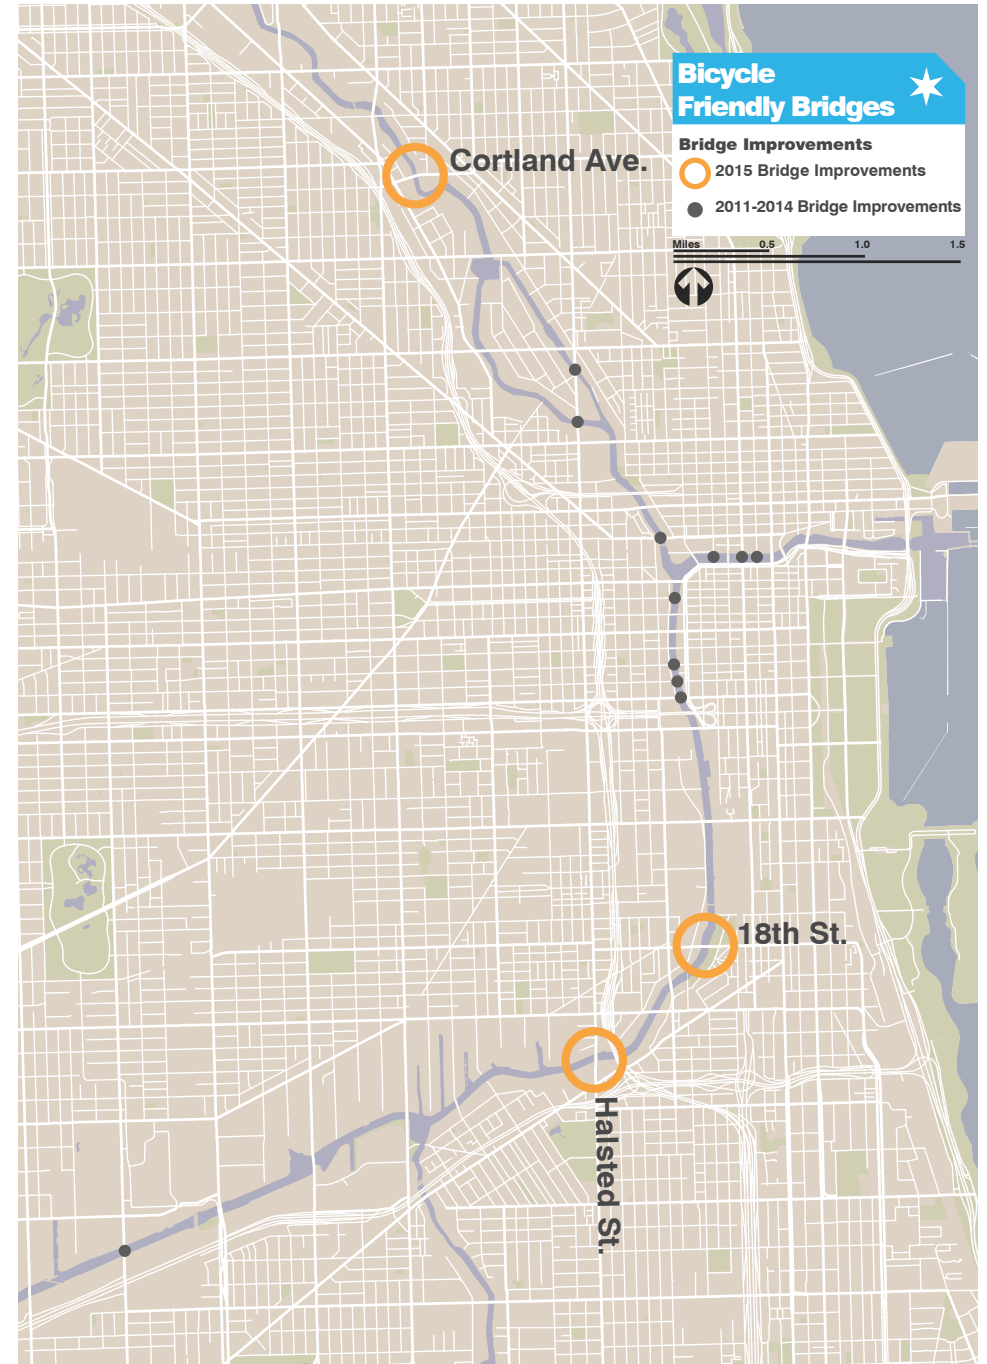 Bicycle
Friendly Bridges
Bridge Improvements
2015 Bridge Improvements
2011-2014 Bridge Improvements
Miles 0.5 1.0 1.5
Cortland Ave.
18th St.
Halsted St.